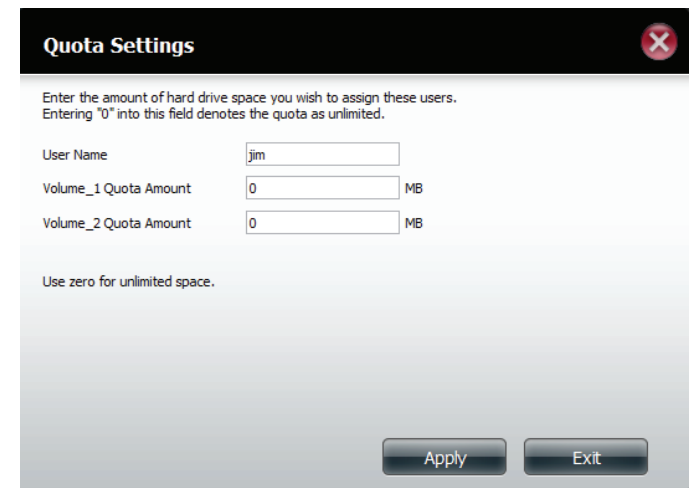 Quota Settings
Enter the amount of hard drive space you wish to assign these users.
Entering "0" into this field denotes the quota as unlimited.
User Name jim
Volume_1 Quota Amount 0 MB
Volume_2 Quota Amount 0 MB
Use zero for unlimited space.
Apply Exit